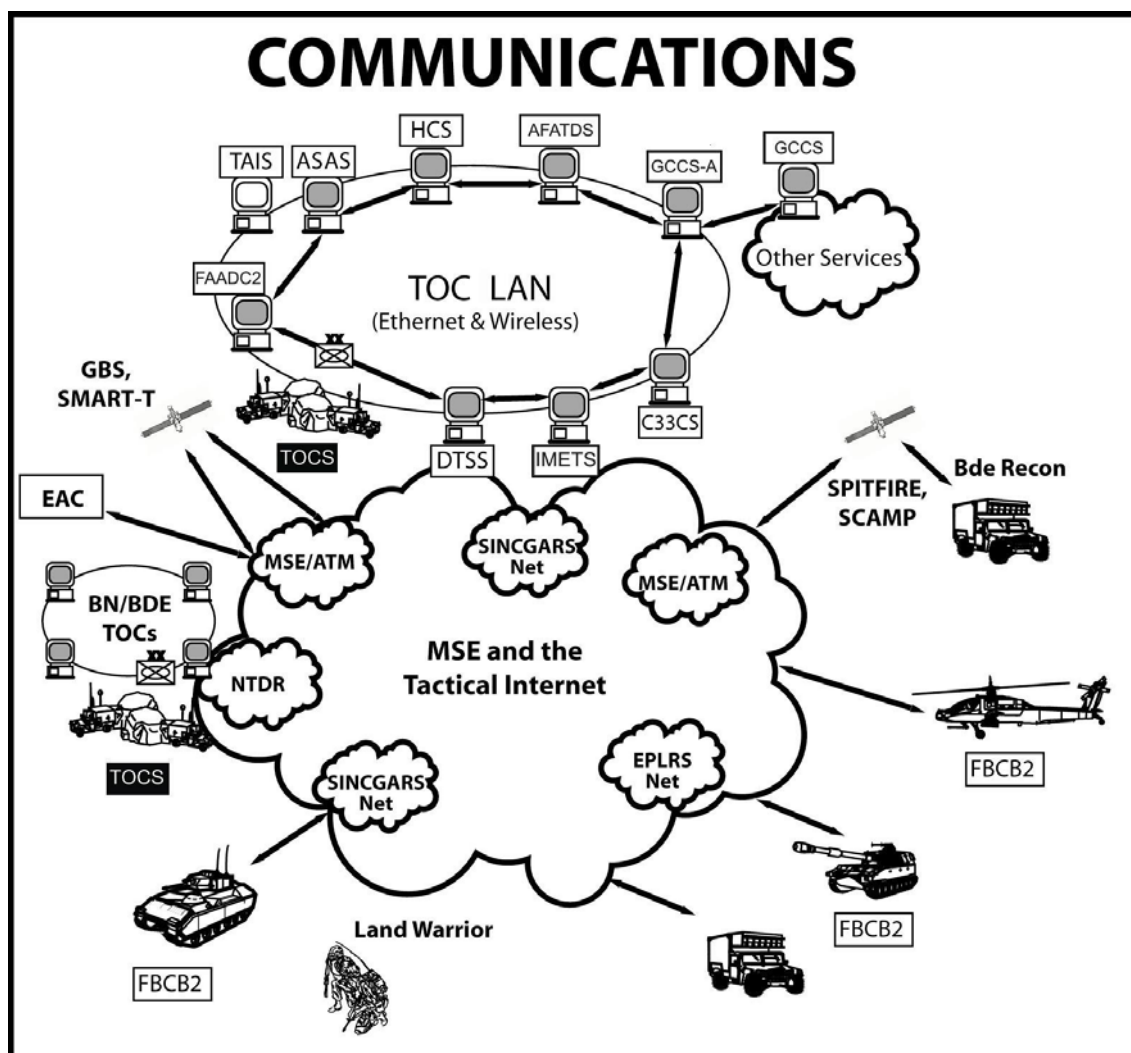 COMMUNICATIONS
HCS
AFATDS
TAIS
ASAS
GCCS-A
GCCS
Other Services
FAADC2
TOC LAN
(Ethernet & Wireless)
XX
GBS,
SMART-T
C33CS
TOCS
DTSS
IMETS
SPITFIRE,
SCAMP
Bde Recon
EAC
MSE/ATM
SINCGARS
Net
MSE/ATM
BN/BDE
TOCs
XX
NTDR
MSE and the
Tactical Internet
TOCS
SINCGARS
Net
EPLRS
Net
FBCB2
FBCB2
Land Warrior
FBCB2